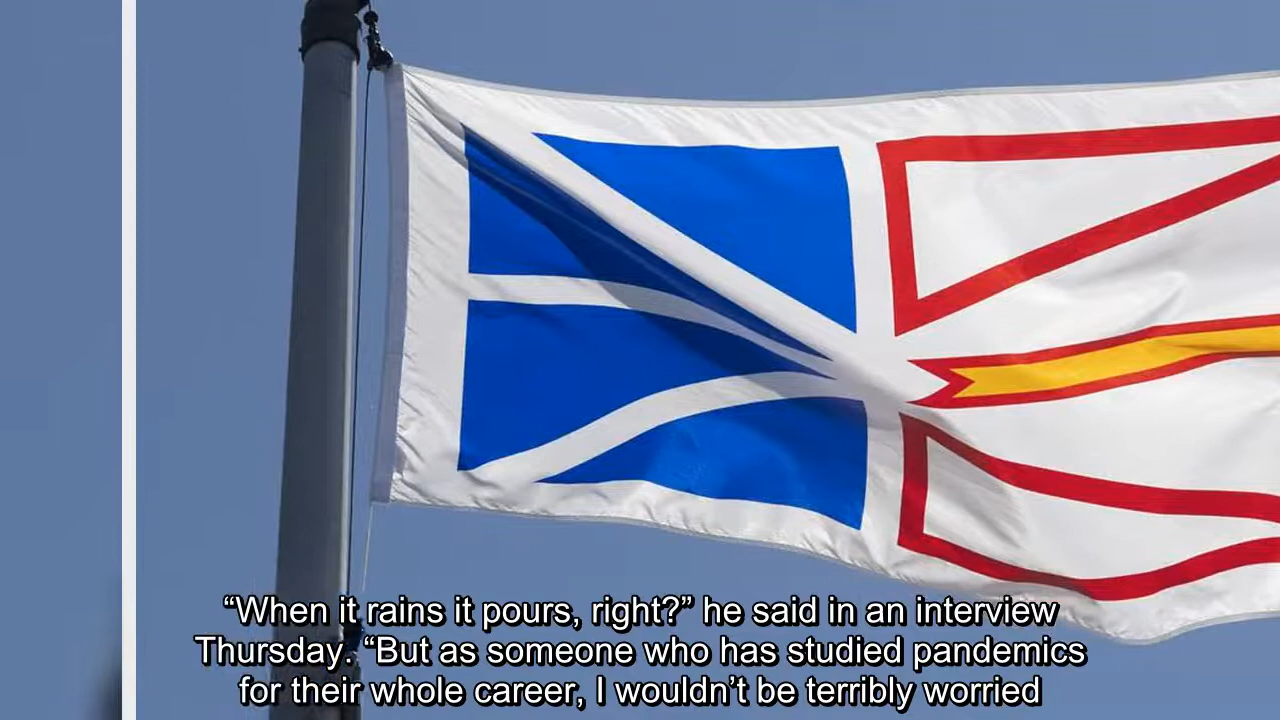 “When it rains it pours, right?” he said in an interview
Thursday. “But as someone who has studied pandemics
for their whole career, I wouldn’t be terribly worried